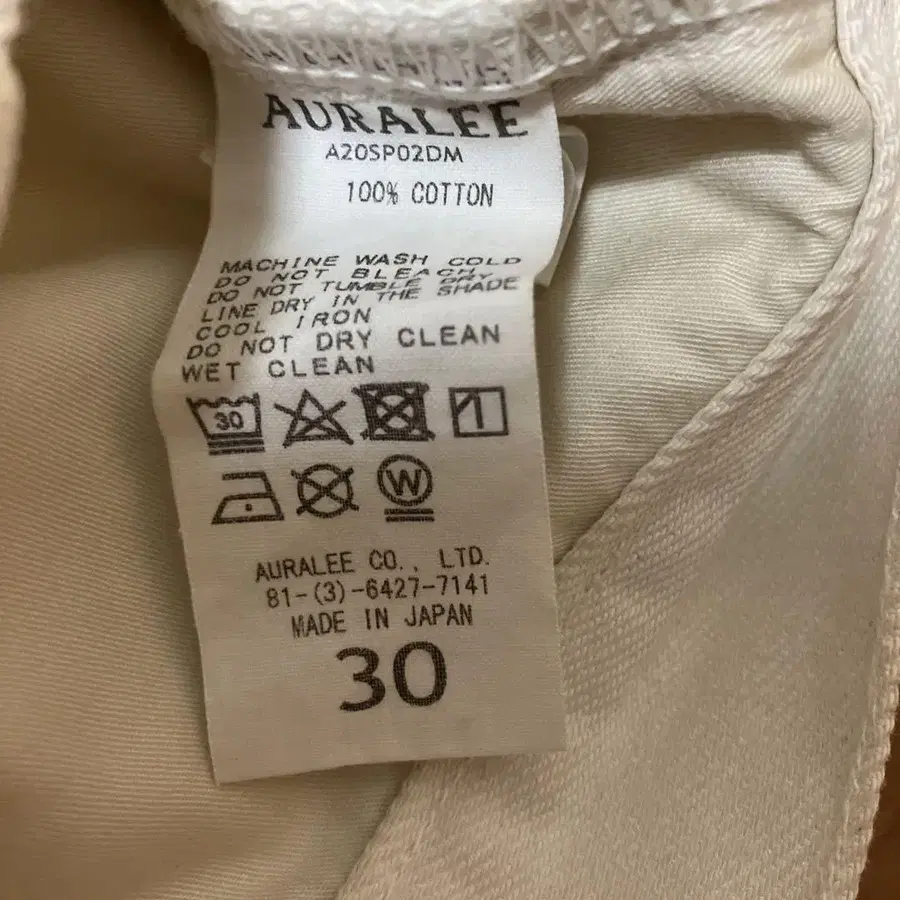 AURALEE
A20SP02DM
100% COTTON
MACHINE WASH COLD
DO NOT BLEACH
DO NOT TUMBLE DRY
LINE DRY IN THE SHADE
COOL IRON
DO NOT DRY CLEAN
WET CLEAN
30
W
AURALEE CO., LTD.
81-(3)-6427-7141
MADE IN JAPAN
30